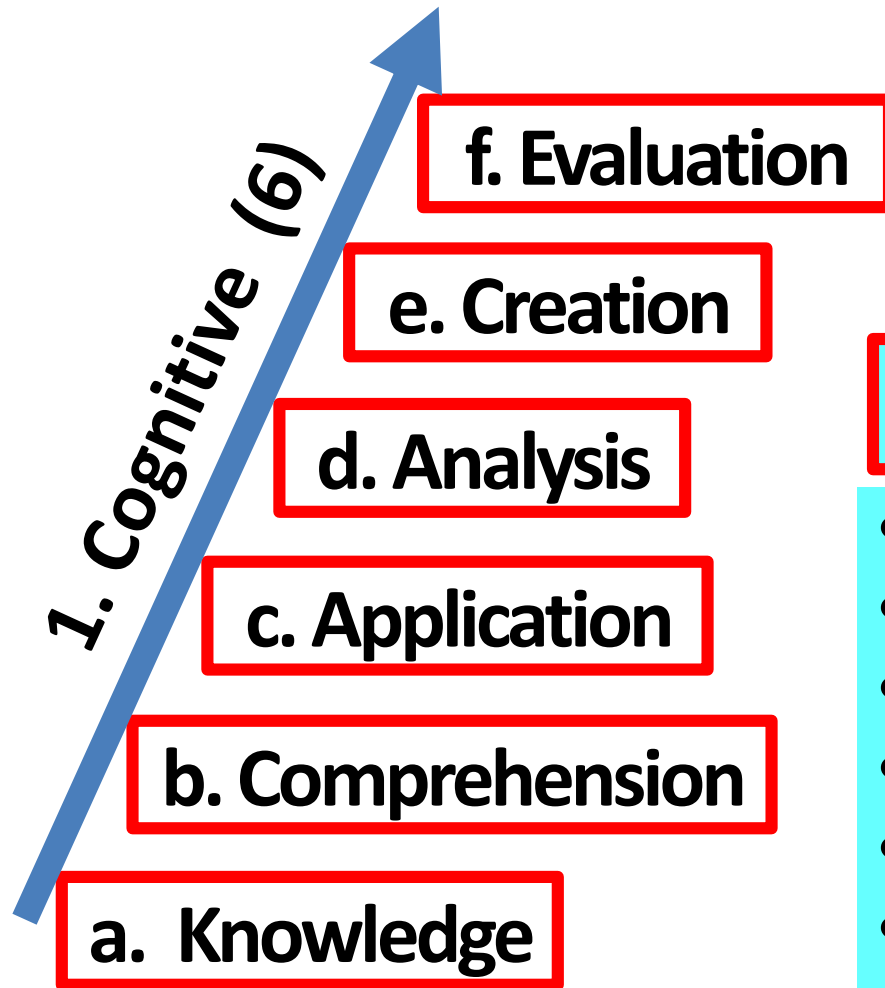 f. Evaluation
e. Creation
d. Analysis
c. Application
b. Comprehension
a. Knowledge
1. Cognitive (6)